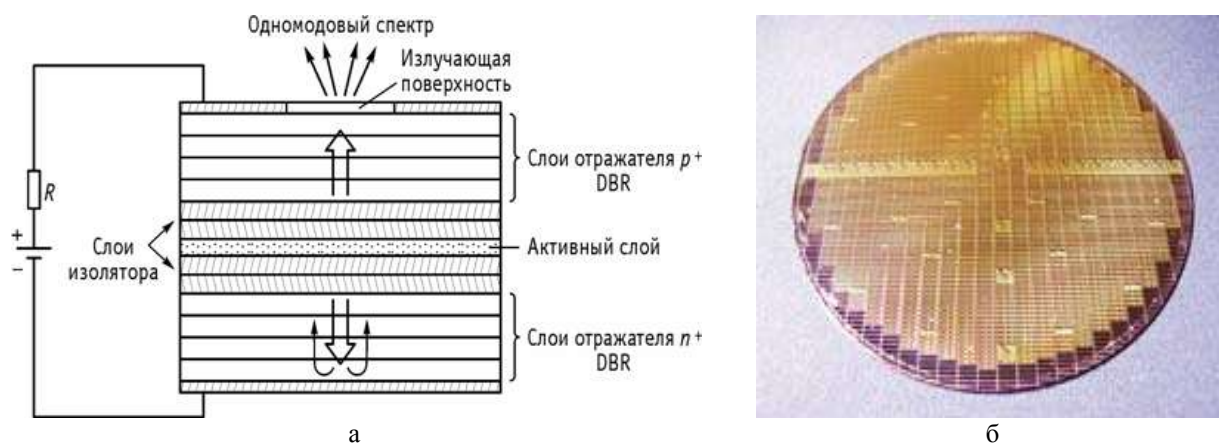 Одномодовый спектр
Излучающая
поверхность
Слои отражателя p+
DBR
R
+
−
Слои
изолятора
Активный слой
Слои отражателя n+
DBR
а
б